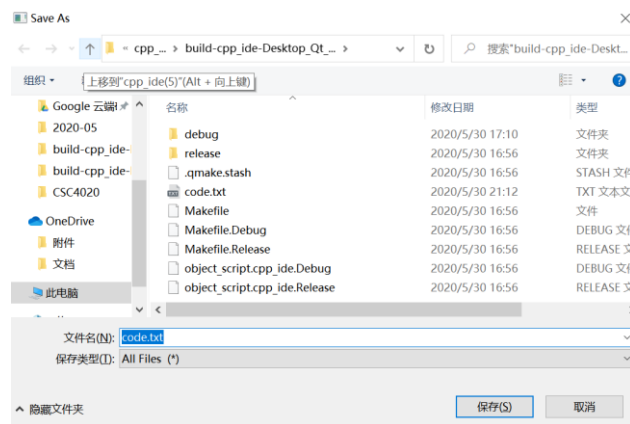 Save As
« cpp_... › build-cpp_ide-Desktop_Qt_... ›
搜索"build-cpp_ide-Deskt...
组织
上移到"cpp_ide(5)"(Alt + 向上键)
Google 云端
2020-05
build-cpp_ide-
build-cpp_ide-
CSC4020
OneDrive
附件
文档
此电脑
名称 修改日期 类型
debug 2020/5/30 17:10 文件夹
release 2020/5/30 16:56 文件夹
.qmake.stash 2020/5/30 16:56 STASH 文件
code.txt 2020/5/30 21:12 TXT 文本文
Makefile 2020/5/30 16:56 文件
Makefile.Debug 2020/5/30 16:56 DEBUG 文
Makefile.Release 2020/5/30 16:56 RELEASE
object_script.cpp_ide.Debug 2020/5/30 16:56 DEBUG 文
object_script.cpp_ide.Release 2020/5/30 16:56 RELEASE
文件名(N): code.txt
保存类型(T): All Files (*)
隐藏文件夹
保存(S) 取消